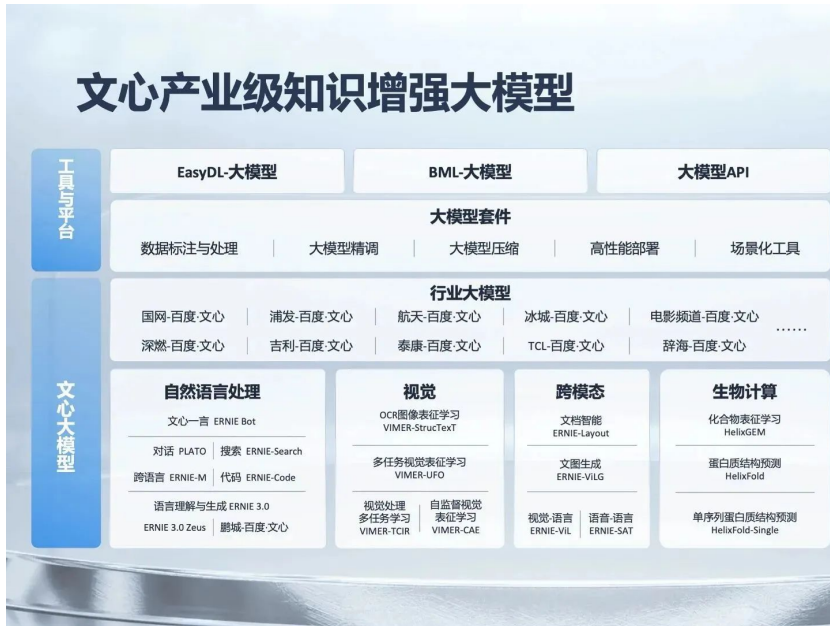 文心产业级知识增强大模型
工具与平台
EasyDL-大模型
BML-大模型
大模型API
大模型套件
数据标注与处理
大模型精调
大模型压缩
高性能部署
场景化工具
文心大模型
行业大模型
国网-百度·文心
浦发-百度·文心
航天-百度·文心
冰城-百度·文心
电影频道-百度·文心
深燃-百度·文心
吉利-百度·文心
泰康-百度·文心
TCL-百度·文心
辞海-百度·文心
......
自然语言处理
文心一言 ERNIE Bot
对话 PLATO
搜索 ERNIE-Search
跨语言 ERNIE-M
代码 ERNIE-Code
语言理解与生成 ERNIE 3.0
ERNIE 3.0 Zeus
鹏城-百度·文心
视觉
OCR图像表征学习
VIMER-StrucTexT
多任务视觉表征学习
VIMER-UFO
视觉处理
多任务学习
VIMER-TCIR
自监督视觉
表征学习
VIMER-CAE
跨模态
文档智能
ERNIE-Layout
文图生成
ERNIE-ViLG
视觉-语言
ERNIE-ViL
语音-语言
ERNIE-SAT
生物计算
化合物表征学习
HelixGEM
蛋白质结构预测
HelixFold
单序列蛋白质结构预测
HelixFold-Single